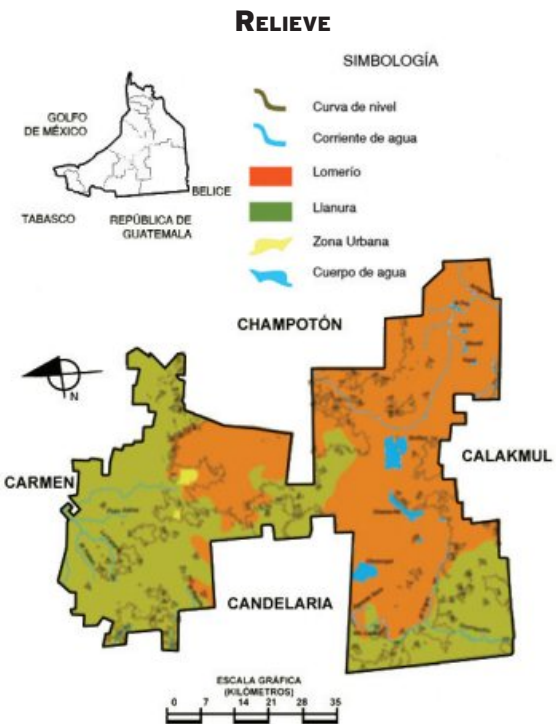 RELIEVE
SIMBOLOGÍA
GOLFO
DE MÉXICO
BELICE
TABASCO
REPÚBLICA DE
GUATEMALA
Curva de nivel
Corriente de agua
Lomerío
Llanura
Zona Urbana
Cuerpo de agua
CHAMPOTÓN
N
CARMEN
CALAKMUL
CANDELARIA
ESCALA GRÁFICA
(KILÓMETROS)
0 7 14 21 28 35